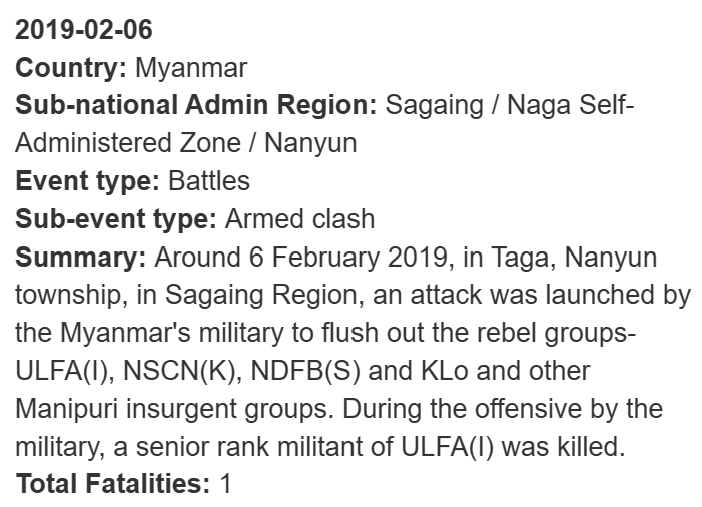 2019-02-06
Country: Myanmar
Sub-national Admin Region: Sagaing / Naga Self-
Administered Zone / Nanyun
Event type: Battles
Sub-event type: Armed clash
Summary: Around 6 February 2019, in Taga, Nanyun
township, in Sagaing Region, an attack was launched by
the Myanmar's military to flush out the rebel groups-
ULFA(I), NSCN(K), NDFB(S) and KLo and other
Manipuri insurgent groups. During the offensive by the
military, a senior rank militant of ULFA(I) was killed.
Total Fatalities: 1